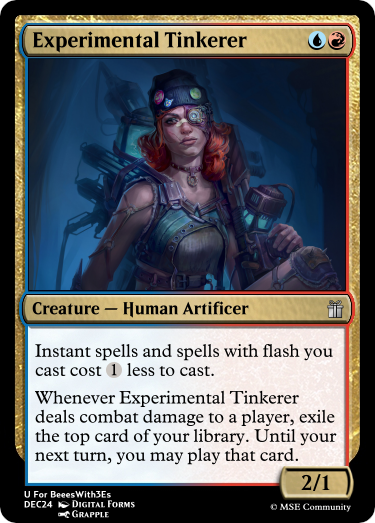 Experimental Tinkerer
Creature — Human Artificer
Instant spells and spells with flash you
cast cost 1 less to cast.
Whenever Experimental Tinkerer
deals combat damage to a player, exile
the top card of your library. Until your
next turn, you may play that card.
2/1
U For BeeesWith3Es
DEC24 Digital Forms
Grapple
© MSE Community